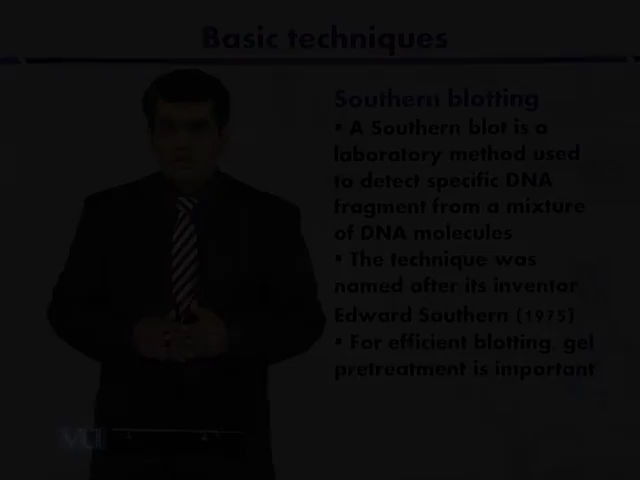 Basic techniques
Southern blotting
• A Southern blot is a
laboratory method used
to detect specific DNA
fragment from a mixture
of DNA molecules
• The technique was
named after its inventor
Edward Southern (1975)
• For efficient blotting, gel
pretreatment is important